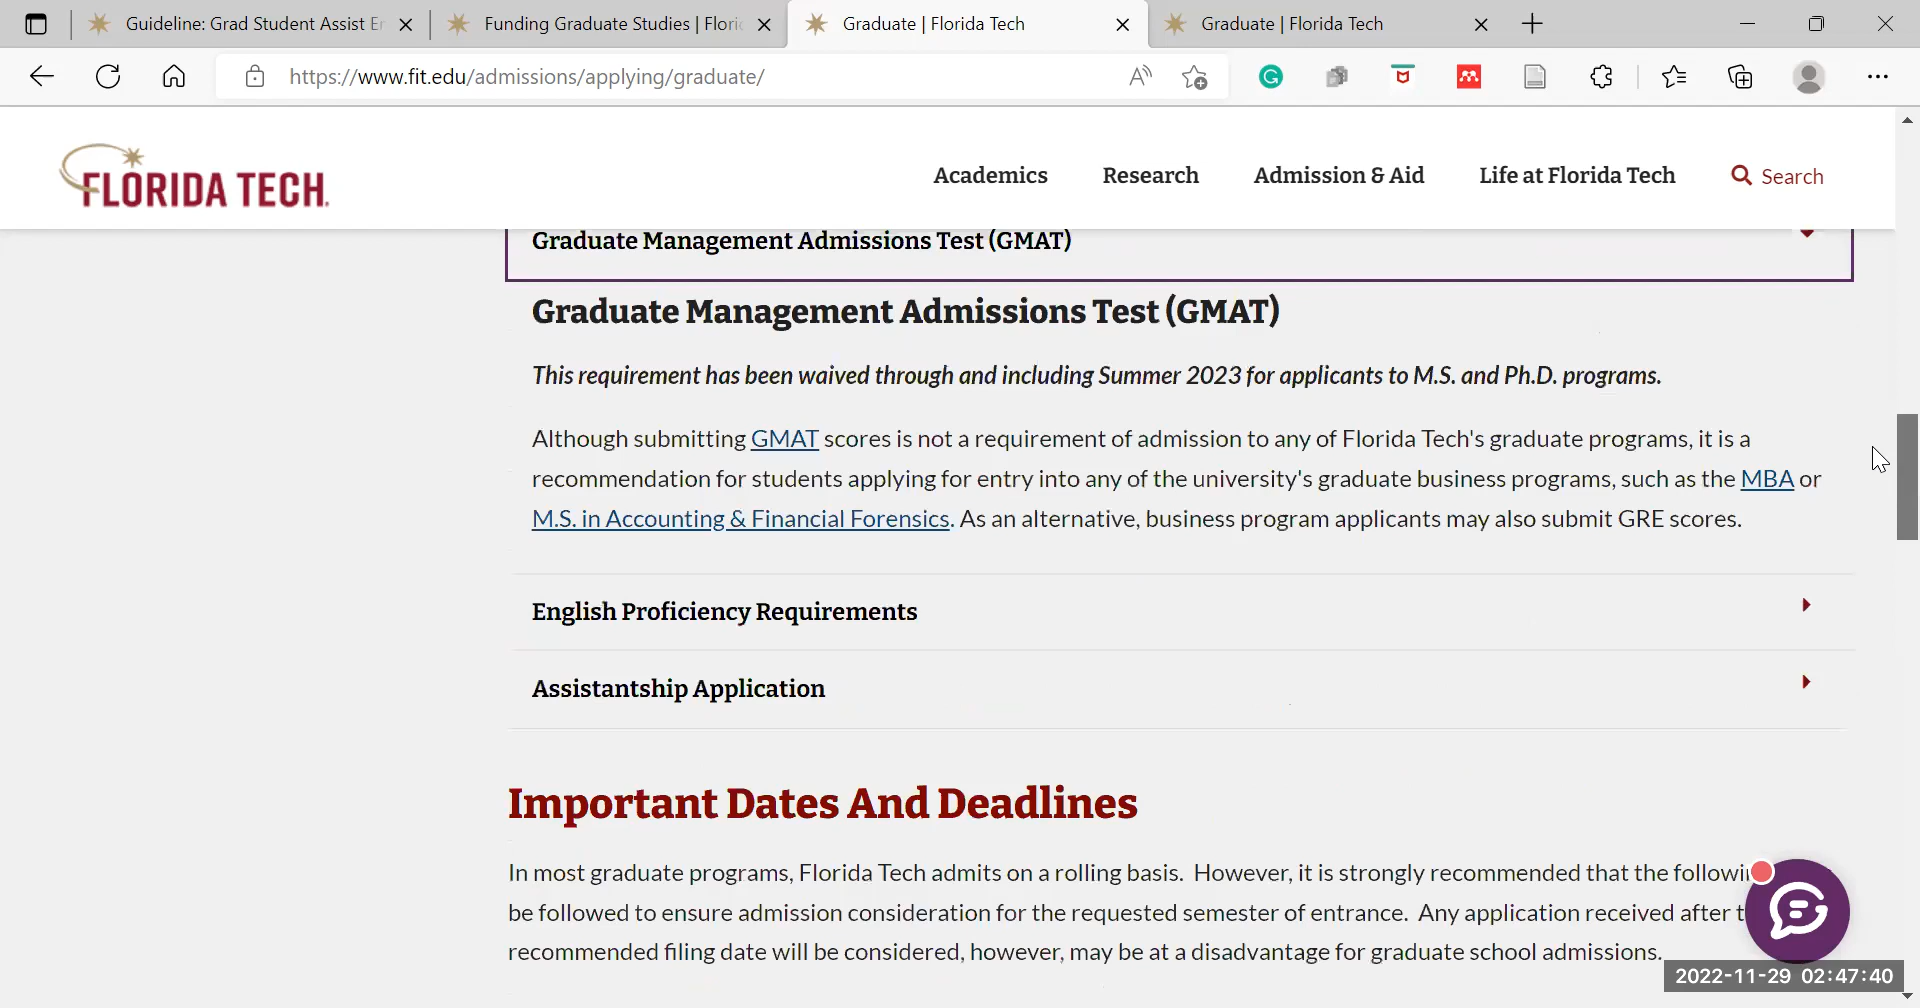 Guideline: Grad Student Assist Er
Funding Graduate Studies | Flori
Graduate | Florida Tech
Graduate | Florida Tech
https://www.fit.edu/admissions/applying/graduate/
FLORIDA TECH
Academics
Research
Admission & Aid
Life at Florida Tech
Search
Graduate Management Admissions Test (GMAT)
Graduate Management Admissions Test (GMAT)
This requirement has been waived through and including Summer 2023 for applicants to M.S. and Ph.D. programs.
Although submitting GMAT scores is not a requirement of admission to any of Florida Tech's graduate programs, it is a
recommendation for students applying for entry into any of the university's graduate business programs, such as the MBA or
M.S. in Accounting & Financial Forensics. As an alternative, business program applicants may also submit GRE scores.
English Proficiency Requirements
Assistantship Application
Important Dates And Deadlines
In most graduate programs, Florida Tech admits on a rolling basis. However, it is strongly recommended that the followi
be followed to ensure admission consideration for the requested semester of entrance. Any application received after t
recommended filing date will be considered, however, may be at a disadvantage for graduate school admissions.
2022-11-29 02:47:40